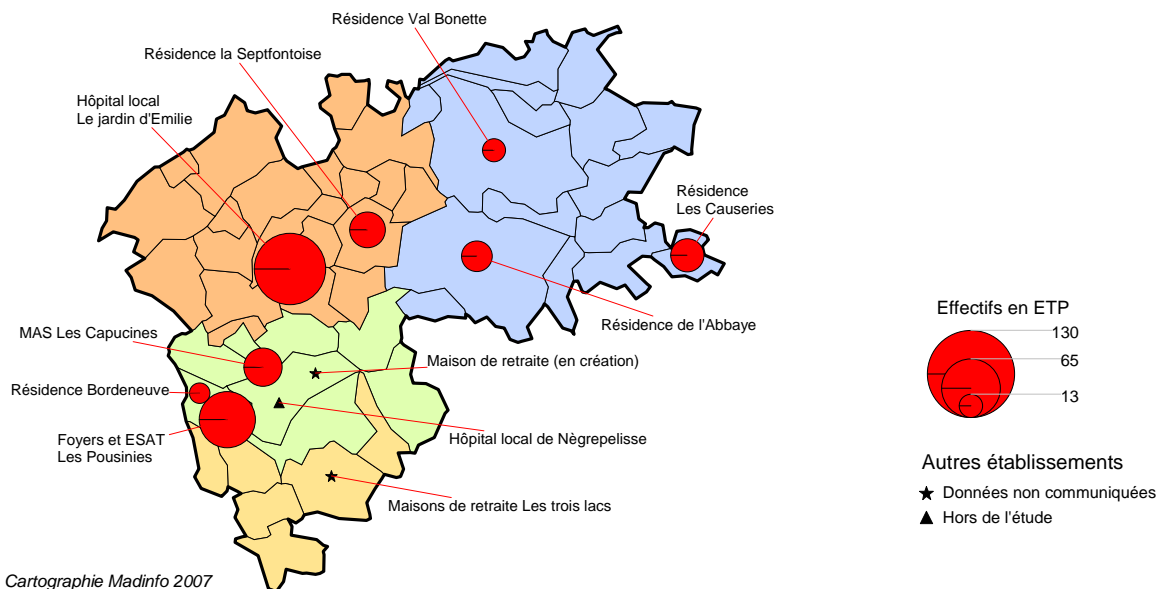 Résidence Val Bonette
Résidence la Septfontoise
Hôpital local
Le jardin d'Emilie
Résidence
Les Causeries
Résidence de l'Abbaye
MAS Les Capucines
Maison de retraite (en création)
Résidence Bordeneuve
Foyers et ESAT
Les Pousinies
Hôpital local de Nègrepelisse
Maisons de retraite Les trois lacs
Effectifs en ETP
130
65
13
Autres établissements
Données non communiquées
Hors de l'étude
Cartographie Madinfo 2007